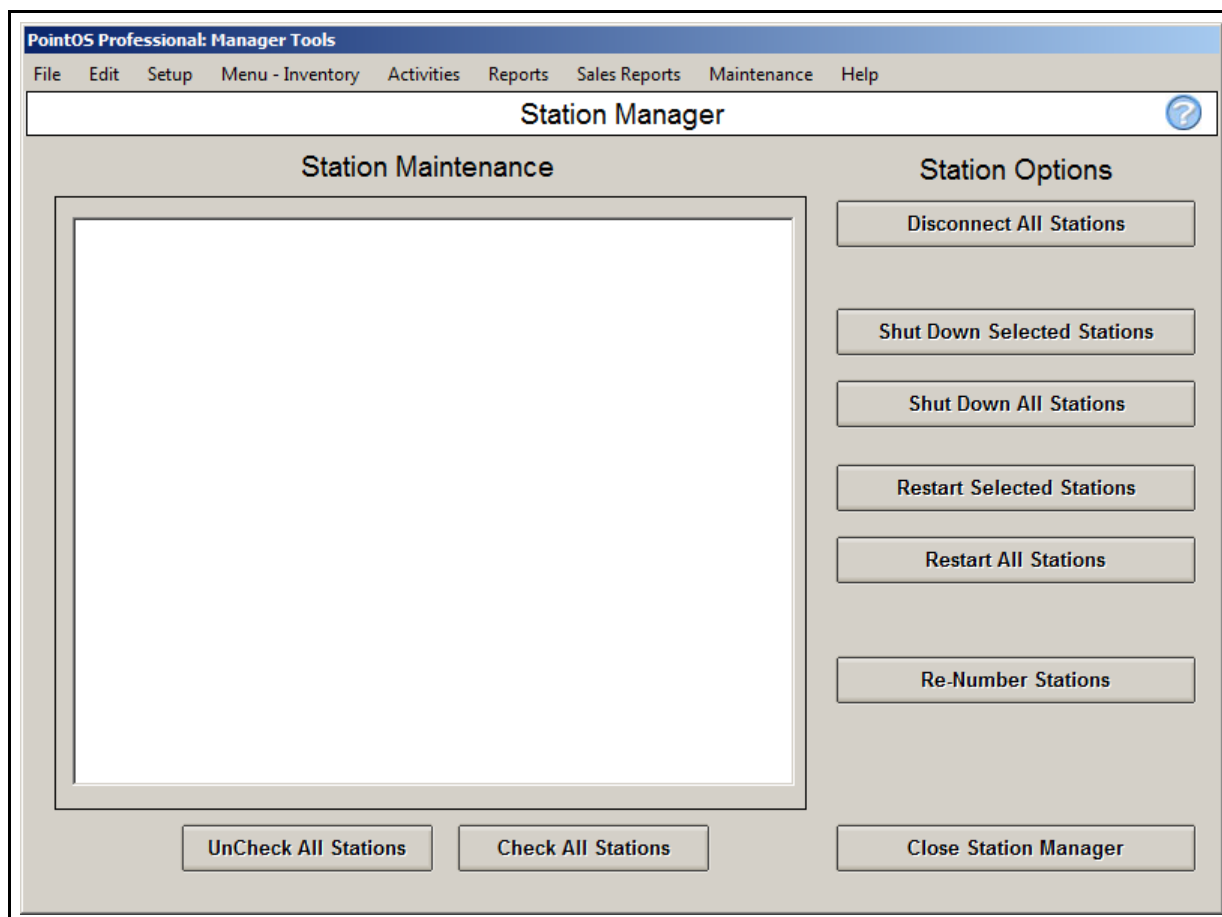 PointOS Professional: Manager Tools
File Edit Setup Menu - Inventory Activities Reports Sales Reports Maintenance Help
Station Manager ?
Station Maintenance
Station Options
Disconnect All Stations
Shut Down Selected Stations
Shut Down All Stations
Restart Selected Stations
Restart All Stations
Re-Number Stations
UnCheck All Stations Check All Stations Close Station Manager